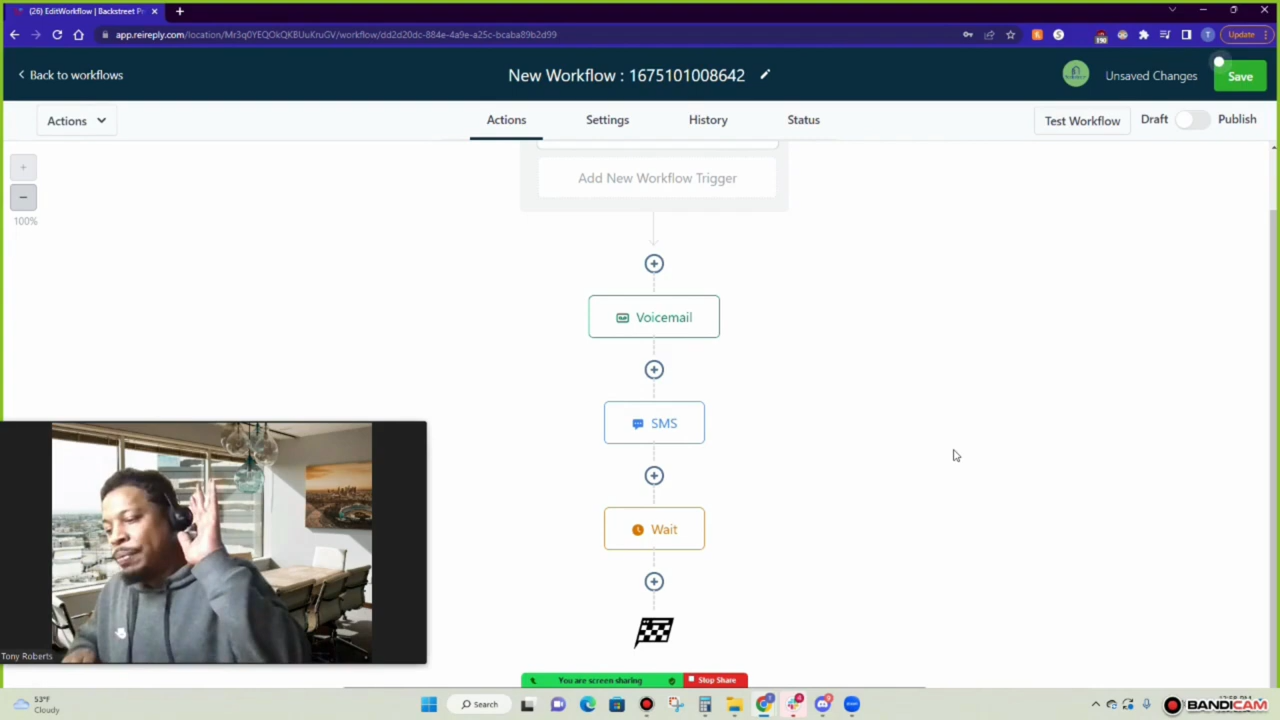 (26) EditWorkflow | Backstreet Pr
app.reireply.com/location/Mr3q0YEQOkQKBUuKruGV/workflow/dd2d20dc-884e-4a9e-a25c-bcaba89b2d99
Update
Back to workflows
New Workflow : 1675101008642
Unsaved Changes
Save
Actions
Actions
Settings
History
Status
Test Workflow
Draft
Publish
100%
Add New Workflow Trigger
Voicemail
SMS
Wait
Tony Roberts
You are screen sharing
Stop Share
53°F
Cloudy
Search
BANDICAM